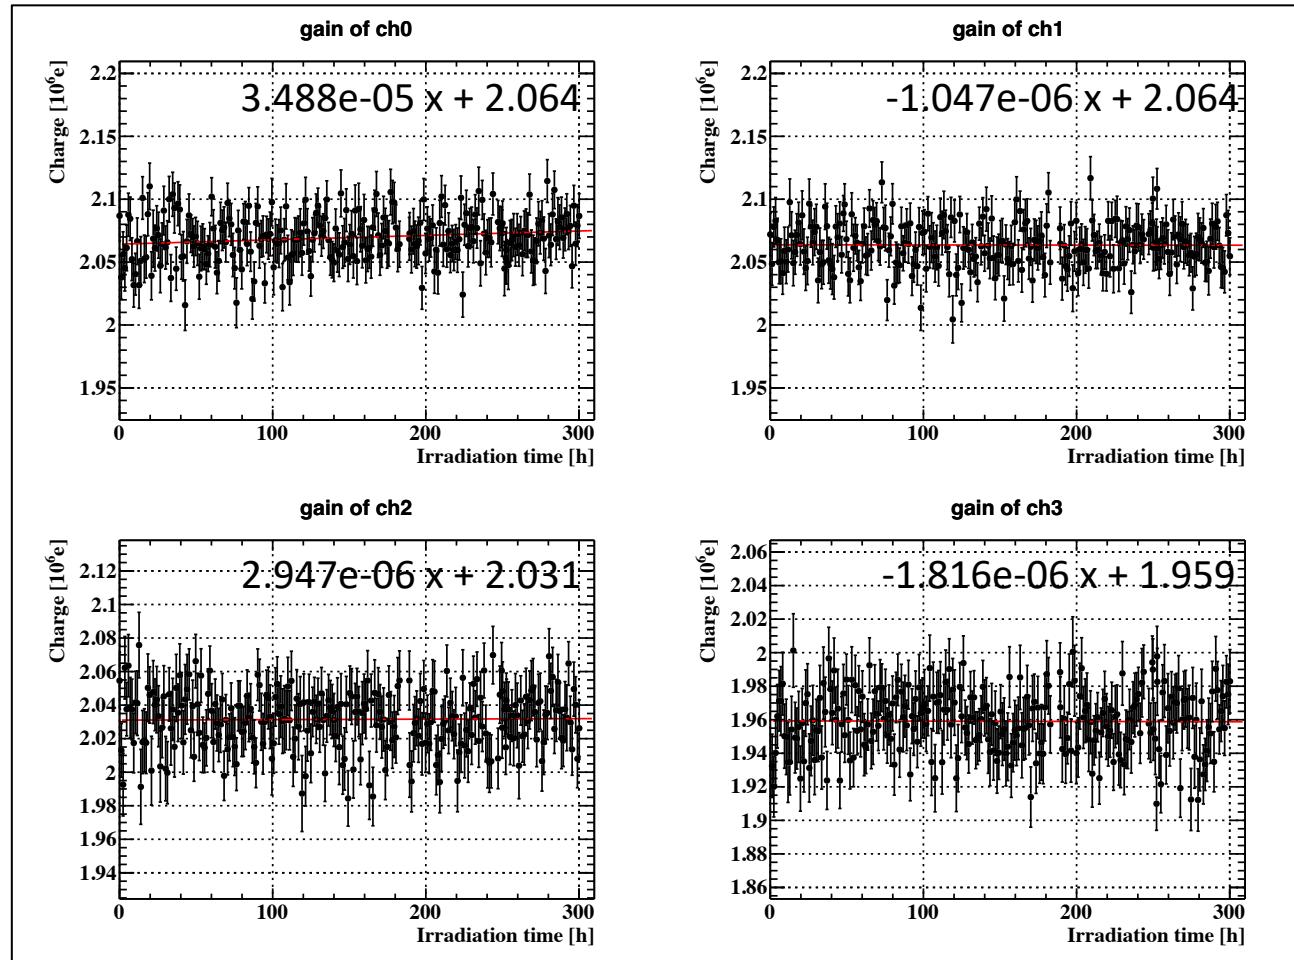 gain of ch0
Charge [10⁶e]
3.488e-05 x + 2.064
2.2
2.15
2.1
2.05
2
1.95
0 100 200 300
Irradiation time [h]
gain of ch1
Charge [10⁶e]
-1.047e-06 x + 2.064
2.2
2.15
2.1
2.05
2
1.95
0 100 200 300
Irradiation time [h]
gain of ch2
Charge [10⁶e]
2.947e-06 x + 2.031
2.12
2.1
2.08
2.06
2.04
2.02
2
1.98
1.96
1.94
0 100 200 300
Irradiation time [h]
gain of ch3
Charge [10⁶e]
-1.816e-06 x + 1.959
2.06
2.04
2.02
2
1.98
1.96
1.94
1.92
1.9
1.88
1.86
0 100 200 300
Irradiation time [h]